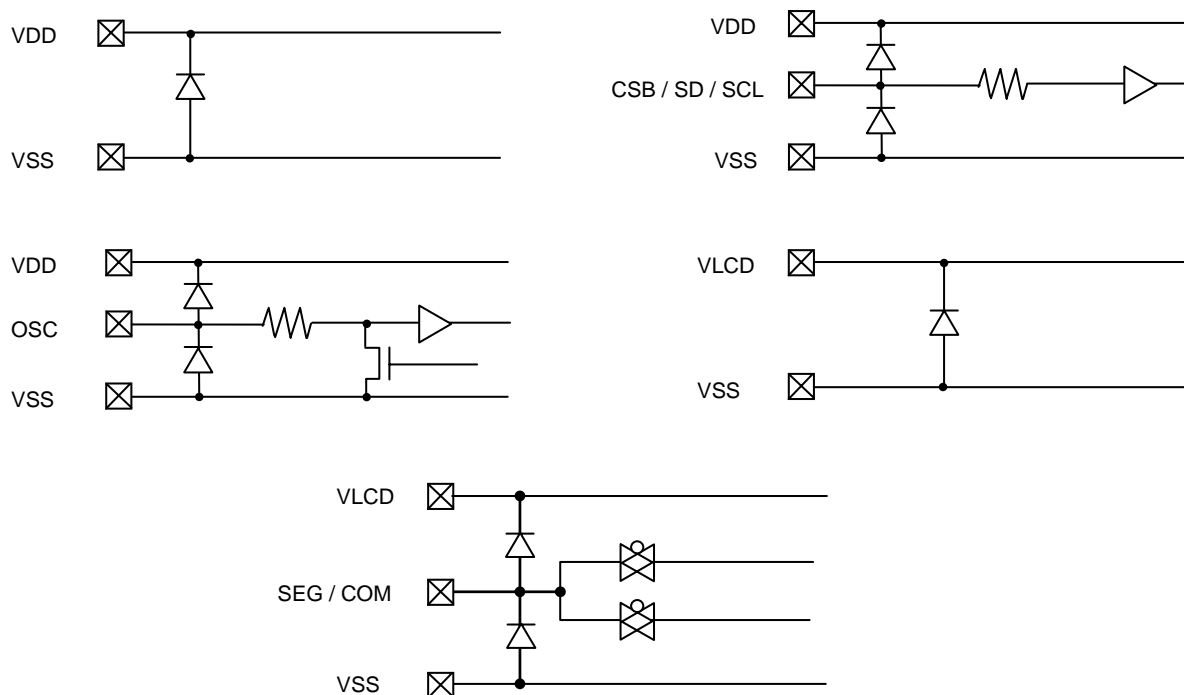 VDD
VSS
VDD
CSB / SD / SCL
VSS
VDD
OSC
VSS
VLCD
VSS
VLCD
SEG / COM
VSS